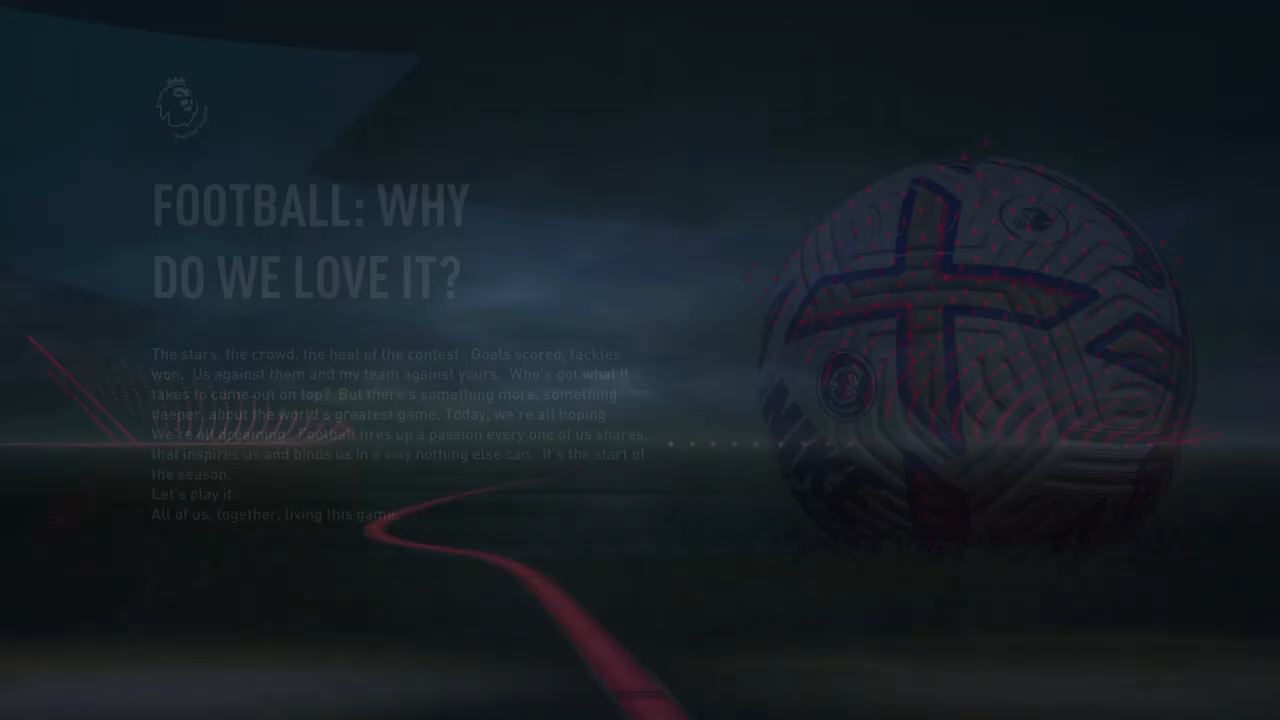 FOOTBALL: WHY
DO WE LOVE IT?
The stars, the crowd, the heat of the contest. Goals scored, tackles
won. Us against them and my team against yours. Who's got what it
takes to come out on top? But there's something more, something
deeper, about the world's greatest game. Today, we're all hoping
We're all dreaming. Football fires up a passion every one of us shares,
that inspires us and binds us in a way nothing else can. It's the start of
the season.
Let's play it.
All of us, together, living this game.